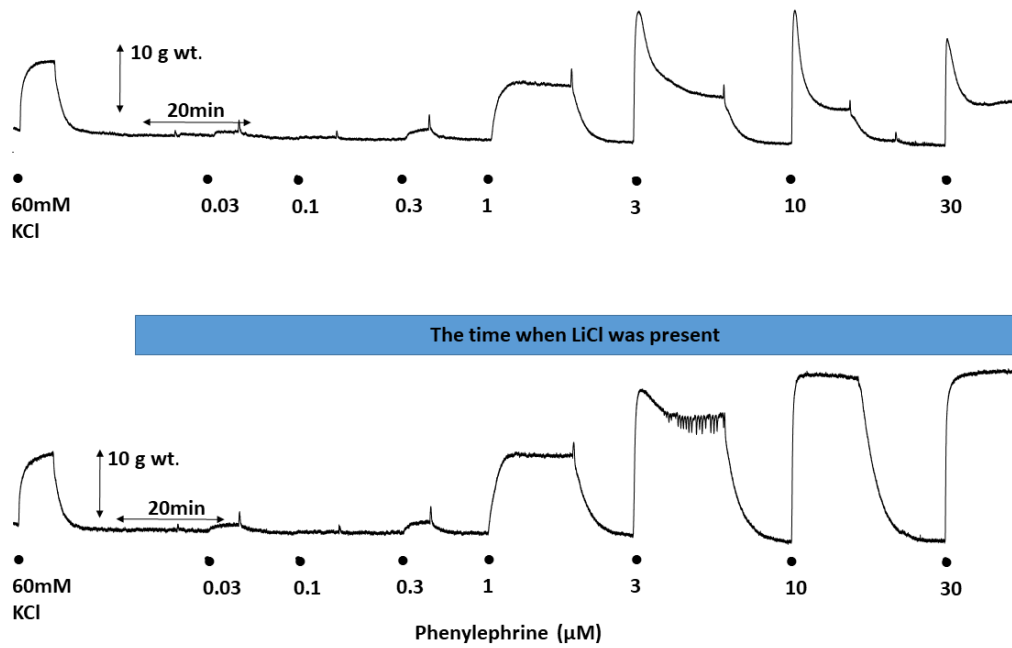 10 g wt.
20min
60mM
KCl
0.03
0.1
0.3
1
3
10
30
The time when LiCl was present
10 g wt.
20min
60mM
KCl
0.03
0.1
0.3
1
3
10
30
Phenylephrine (μM)